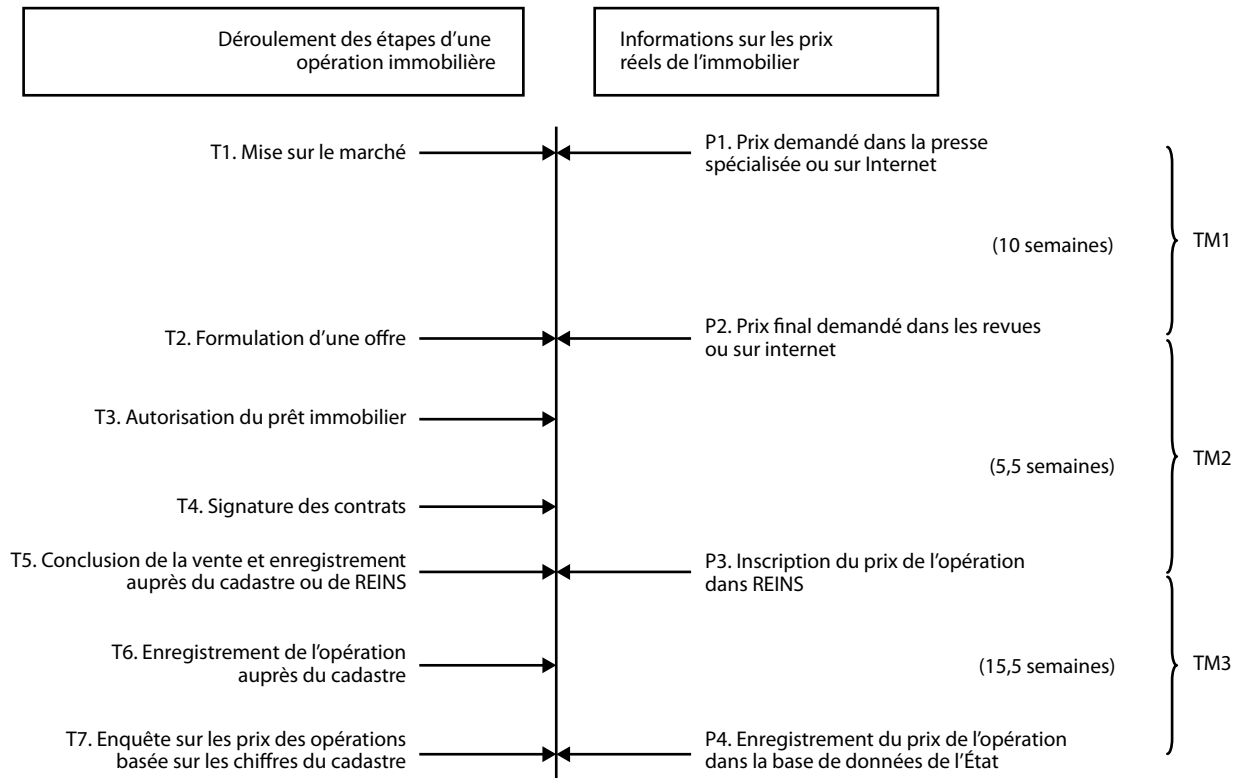 Déroulement des étapes d’une
opération immobilière
Informations sur les prix
réels de l’immobilier
T1. Mise sur le marché
P1. Prix demandé dans la presse
spécialisée ou sur Internet
(10 semaines)
TM1
T2. Formulation d’une offre
P2. Prix final demandé dans les revues
ou sur internet
T3. Autorisation du prêt immobilier
(5,5 semaines)
TM2
T4. Signature des contrats
T5. Conclusion de la vente et enregistrement
auprès du cadastre ou de REINS
P3. Inscription du prix de l’opération
dans REINS
T6. Enregistrement de l’opération
auprès du cadastre
(15,5 semaines)
TM3
T7. Enquête sur les prix des opérations
basée sur les chiffres du cadastre
P4. Enregistrement du prix de l’opération
dans la base de données de l’État